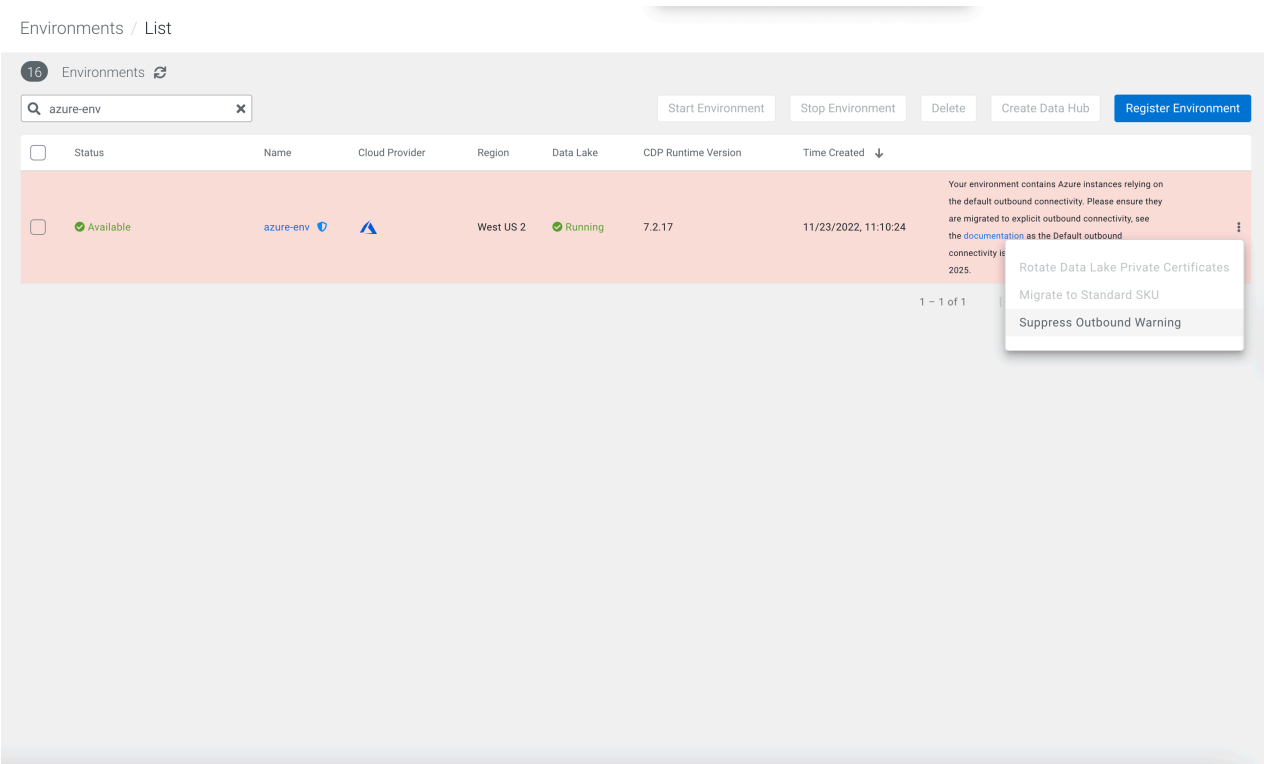 Environments / List
16 Environments
azure-env
Start Environment Stop Environment Delete Create Data Hub Register Environment
Status Name Cloud Provider Region Data Lake CDP Runtime Version Time Created
Available azure-env West US 2 Running 7.2.17 11/23/2022, 11:10:24
Your environment contains Azure instances relying on
the default outbound connectivity. Please ensure they
are migrated to explicit outbound connectivity, see
the documentation as the Default outbound
connectivity is
2025.
Rotate Data Lake Private Certificates
Migrate to Standard SKU
Suppress Outbound Warning
1 – 1 of 1